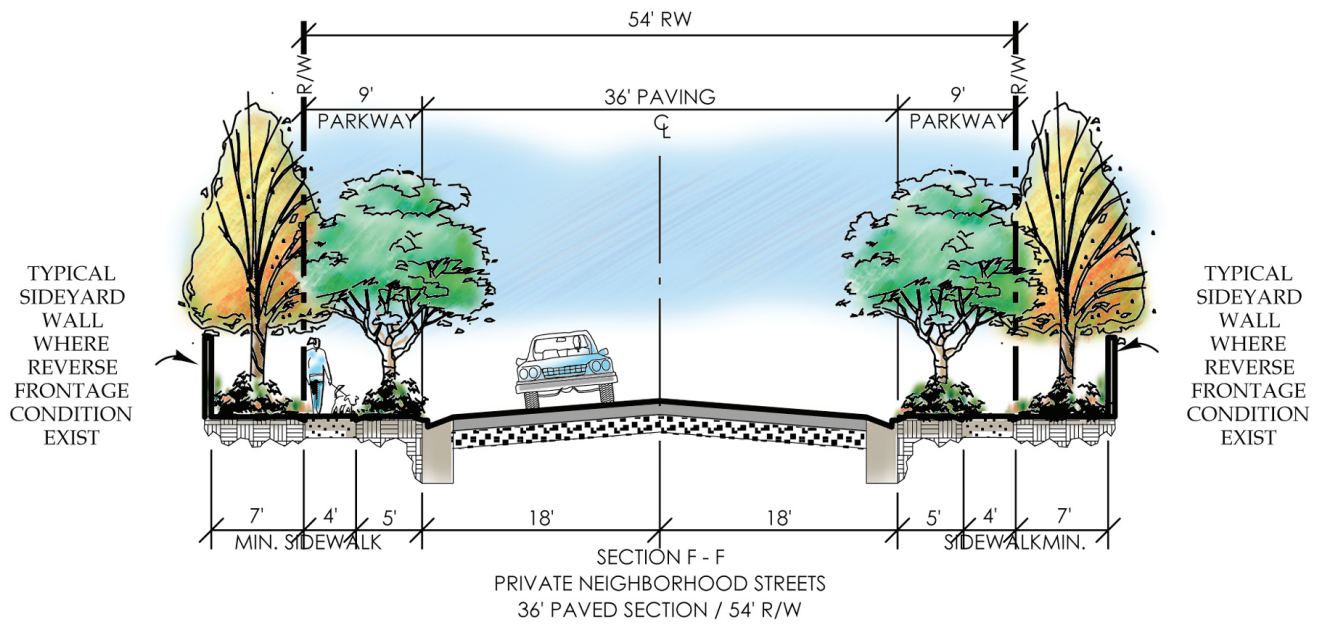 54' RW
R/W
R/W
9'
36' PAVING
9'
PARKWAY
CL
PARKWAY
TYPICAL
SIDEYARD
WALL
WHERE
REVERSE
FRONTAGE
CONDITION
EXIST
TYPICAL
SIDEYARD
WALL
WHERE
REVERSE
FRONTAGE
CONDITION
EXIST
7' 4' 5' 18' 18' 5' 4' 7'
MIN. SIDEWALK
SIDEWALK MIN.
SECTION F - F
PRIVATE NEIGHBORHOOD STREETS
36' PAVED SECTION / 54' R/W